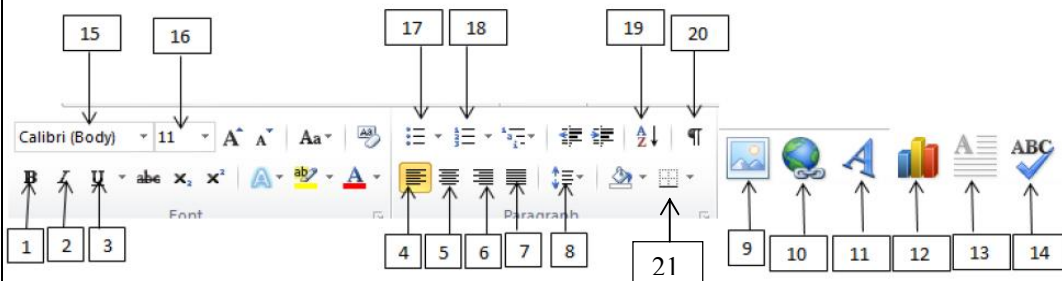 15 16 17 18 19 20
Calibri (Body) 11 A A Aa Aa
A
Z
¶
B I U abc x₂ x² A ab A
A A ABC
Font Paragraph
1 2 3 4 5 6 7 8 21 9 10 11 12 13 14